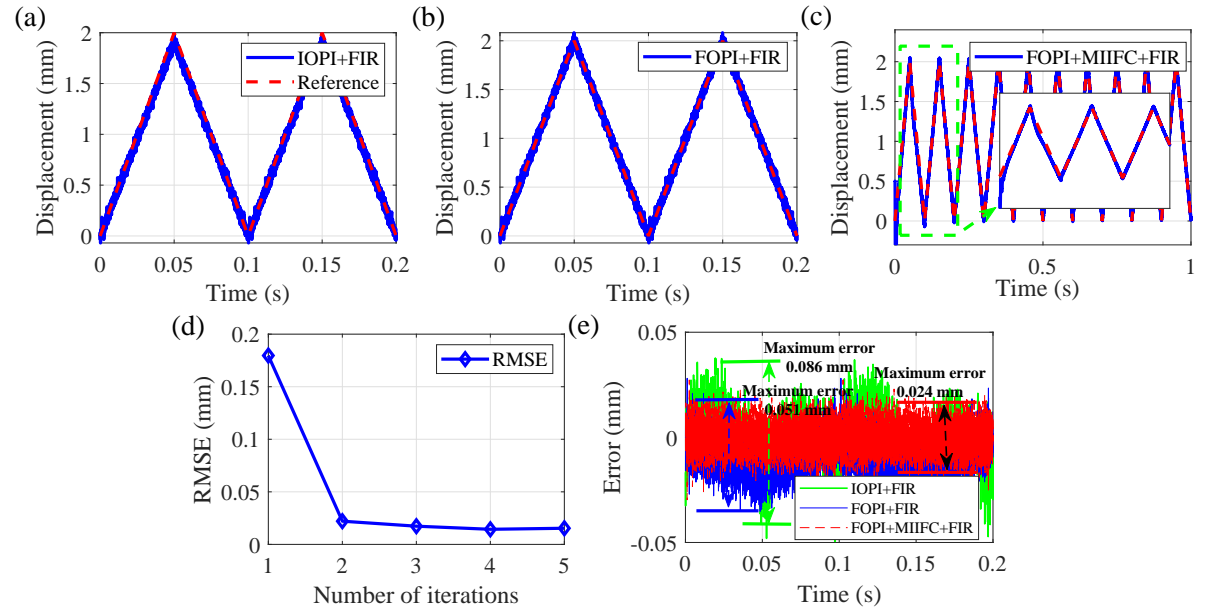 (a)
Displacement (mm)
2
1.5
1
0.5
0
IOPI+FIR
Reference
0 0.05 0.1 0.15 0.2
Time (s)
(b)
Displacement (mm)
2
1.5
1
0.5
0
FOPI+FIR
0 0.05 0.1 0.15 0.2
Time (s)
(c)
Displacement (mm)
2
1.5
1
0.5
0
FOPI+MIIFC+FIR
0 0.5 1
Time (s)
(d)
RMSE (mm)
0.2
0.15
0.1
0.05
0
RMSE
1 2 3 4 5
Number of iterations
(e)
Error (mm)
0.05
0
-0.05
Maximum error
0.086 mm
Maximum error
0.051 mm
Maximum error
0.024 mm
IOPI+FIR
FOPI+FIR
FOPI+MIIFC+FIR
0 0.05 0.1 0.15 0.2
Time (s)